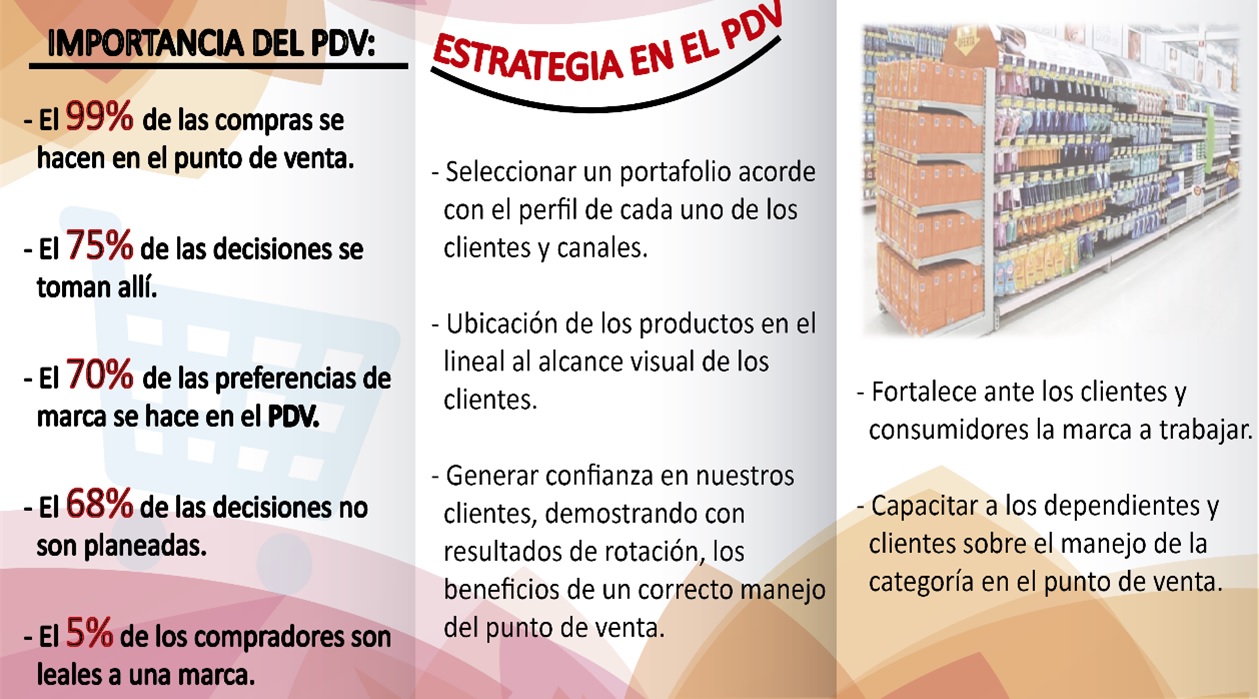 IMPORTANCIA DEL PDV:
- El 99% de las compras se
hacen en el punto de venta.
- El 75% de las decisiones se
toman allí.
- El 70% de las preferencias de
marca se hace en el PDV.
- El 68% de las decisiones no
son planeadas.
- El 5% de los compradores son
leales a una marca.
ESTRATEGIA EN EL PDV
- Seleccionar un portafolio acorde
con el perfil de cada uno de los
clientes y canales.
- Ubicación de los productos en el
lineal al alcance visual de los
clientes.
- Generar confianza en nuestros
clientes, demostrando con
resultados de rotación, los
beneficios de un correcto manejo
del punto de venta.
OFERTA
- Fortalece ante los clientes y
consumidores la marca a trabajar.
- Capacitar a los dependientes y
clientes sobre el manejo de la
categoría en el punto de venta.